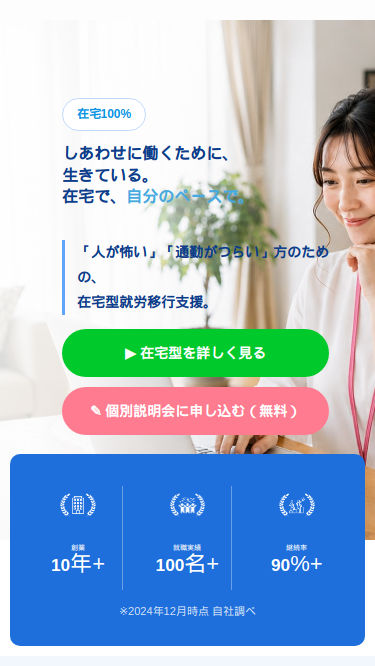 在宅100%
しあわせに働くために、
生きている。
在宅で、自分のペースで。
「人が怖い」「通勤がつらい」方のため
の、
在宅型就労移行支援。
▶ 在宅型を詳しく見る
✎ 個別説明会に申し込む（無料）
創業
10年+
就職実績
100名+
継続率
90%+
※2024年12月時点 自社調べ